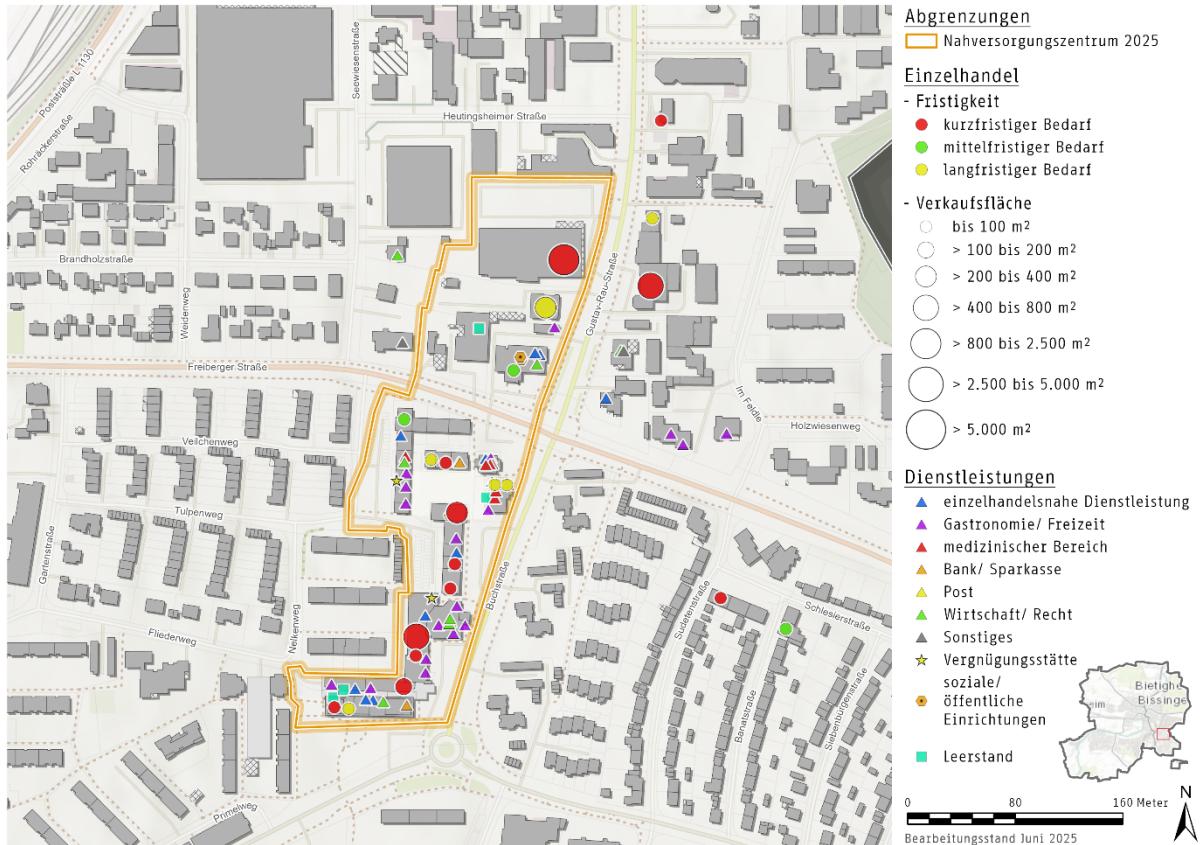 Poststraße L1130
Rohräckerstraße
Seewiesenstraße
Heutingsheimer Straße
Brandholzstraße
Weidenweg
Gustav-Rau-Straße
Freiberger Straße
Im Feldle
Holzwiesenweg
Veilchenweg
Tulpenweg
Gartenstraße
Buchstraße
Nelkenweg
Fliederweg
Sudetenstraße
Schlesierstraße
Banatstraße
Siebenbürgenstraße
Primelweg
Abgrenzungen
Nahversorgungszentrum 2025
Einzelhandel
- Fristigkeit
kurzfristiger Bedarf
mittelfristiger Bedarf
langfristiger Bedarf
- Verkaufsfläche
bis 100 m²
> 100 bis 200 m²
> 200 bis 400 m²
> 400 bis 800 m²
> 800 bis 2.500 m²
> 2.500 bis 5.000 m²
> 5.000 m²
Dienstleistungen
einzelhandelsnahe Dienstleistung
Gastronomie/ Freizeit
medizinischer Bereich
Bank/ Sparkasse
Post
Wirtschaft/ Recht
Sonstiges
Vergnügungsstätte
soziale/
öffentliche
Einrichtungen
Leerstand
Bietighe
Bissinge
eim
0 80 160 Meter
N
Bearbeitungsstand Juni 2025